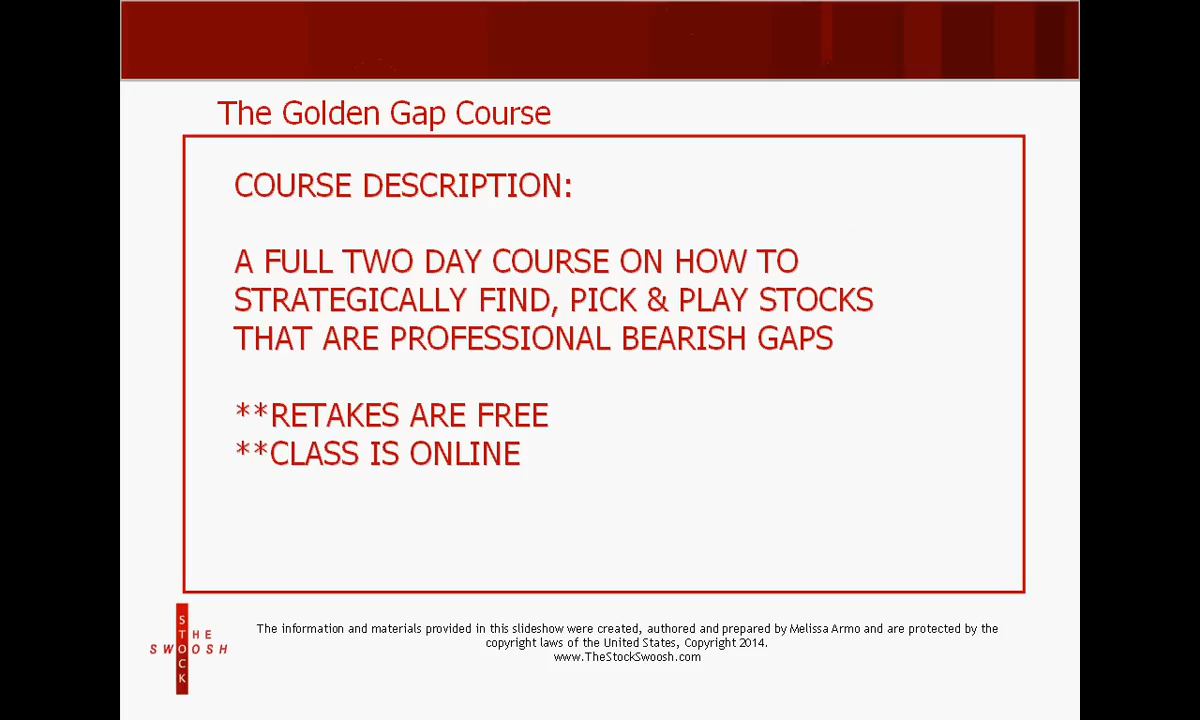 The Golden Gap Course
COURSE DESCRIPTION:
A FULL TWO DAY COURSE ON HOW TO
STRATEGICALLY FIND, PICK & PLAY STOCKS
THAT ARE PROFESSIONAL BEARISH GAPS
**RETAKES ARE FREE
**CLASS IS ONLINE
THE
STOCK
SWOOSH
The information and materials provided in this slideshow were created, authored and prepared by Melissa Armo and are protected by the
copyright laws of the United States, Copyright 2014.
www.TheStockSwoosh.com